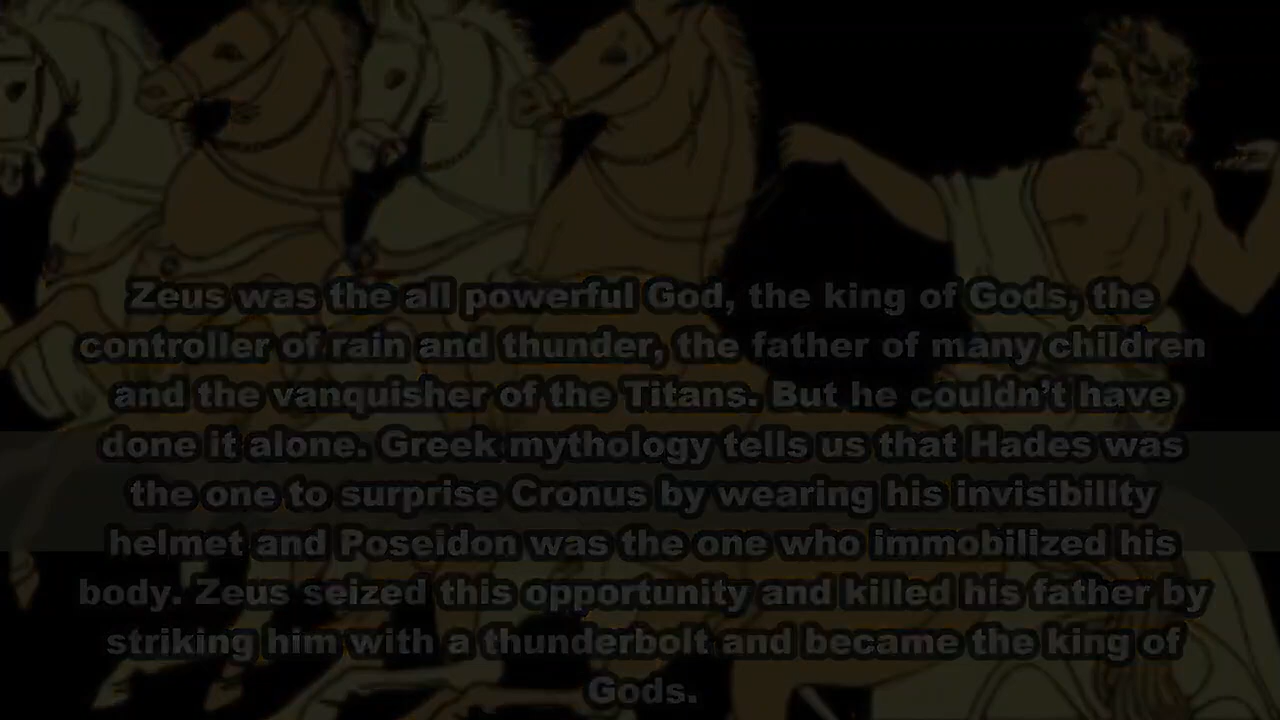 Zeus was the all powerful God, the king of Gods, the
controller of rain and thunder, the father of many children
and the vanquisher of the Titans. But he couldn't have
done it alone. Greek mythology tells us that Hades was
the one to surprise Cronus by wearing his invisibility
helmet and Poseidon was the one who immobilized his
body. Zeus seized this opportunity and killed his father by
striking him with a thunderbolt and became the king of
Gods.